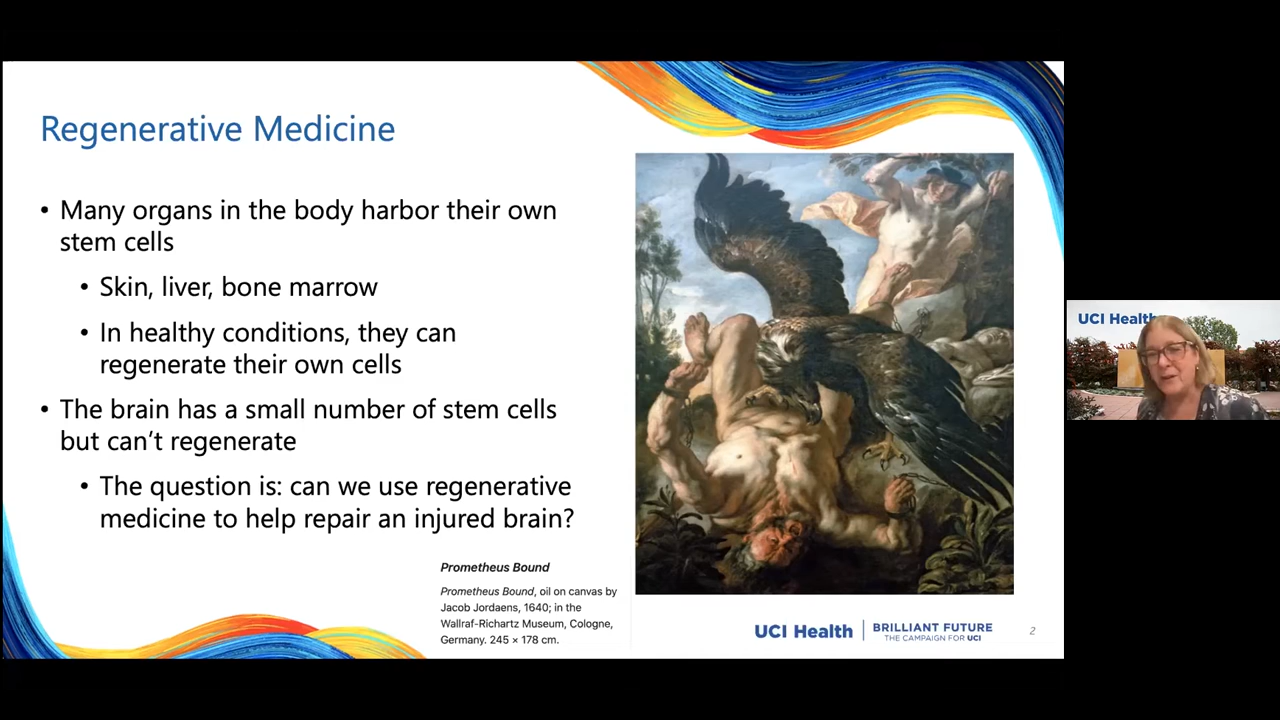 Regenerative Medicine
• Many organs in the body harbor their own
stem cells
• Skin, liver, bone marrow
• In healthy conditions, they can
regenerate their own cells
• The brain has a small number of stem cells
but can’t regenerate
• The question is: can we use regenerative
medicine to help repair an injured brain?
Prometheus Bound
Prometheus Bound, oil on canvas by
Jacob Jordaens, 1640; in the
Wallraf-Richartz Museum, Cologne,
Germany. 245 × 178 cm.
UCI Health
BRILLIANT FUTURE
THE CAMPAIGN FOR UCI
2
UCI Health